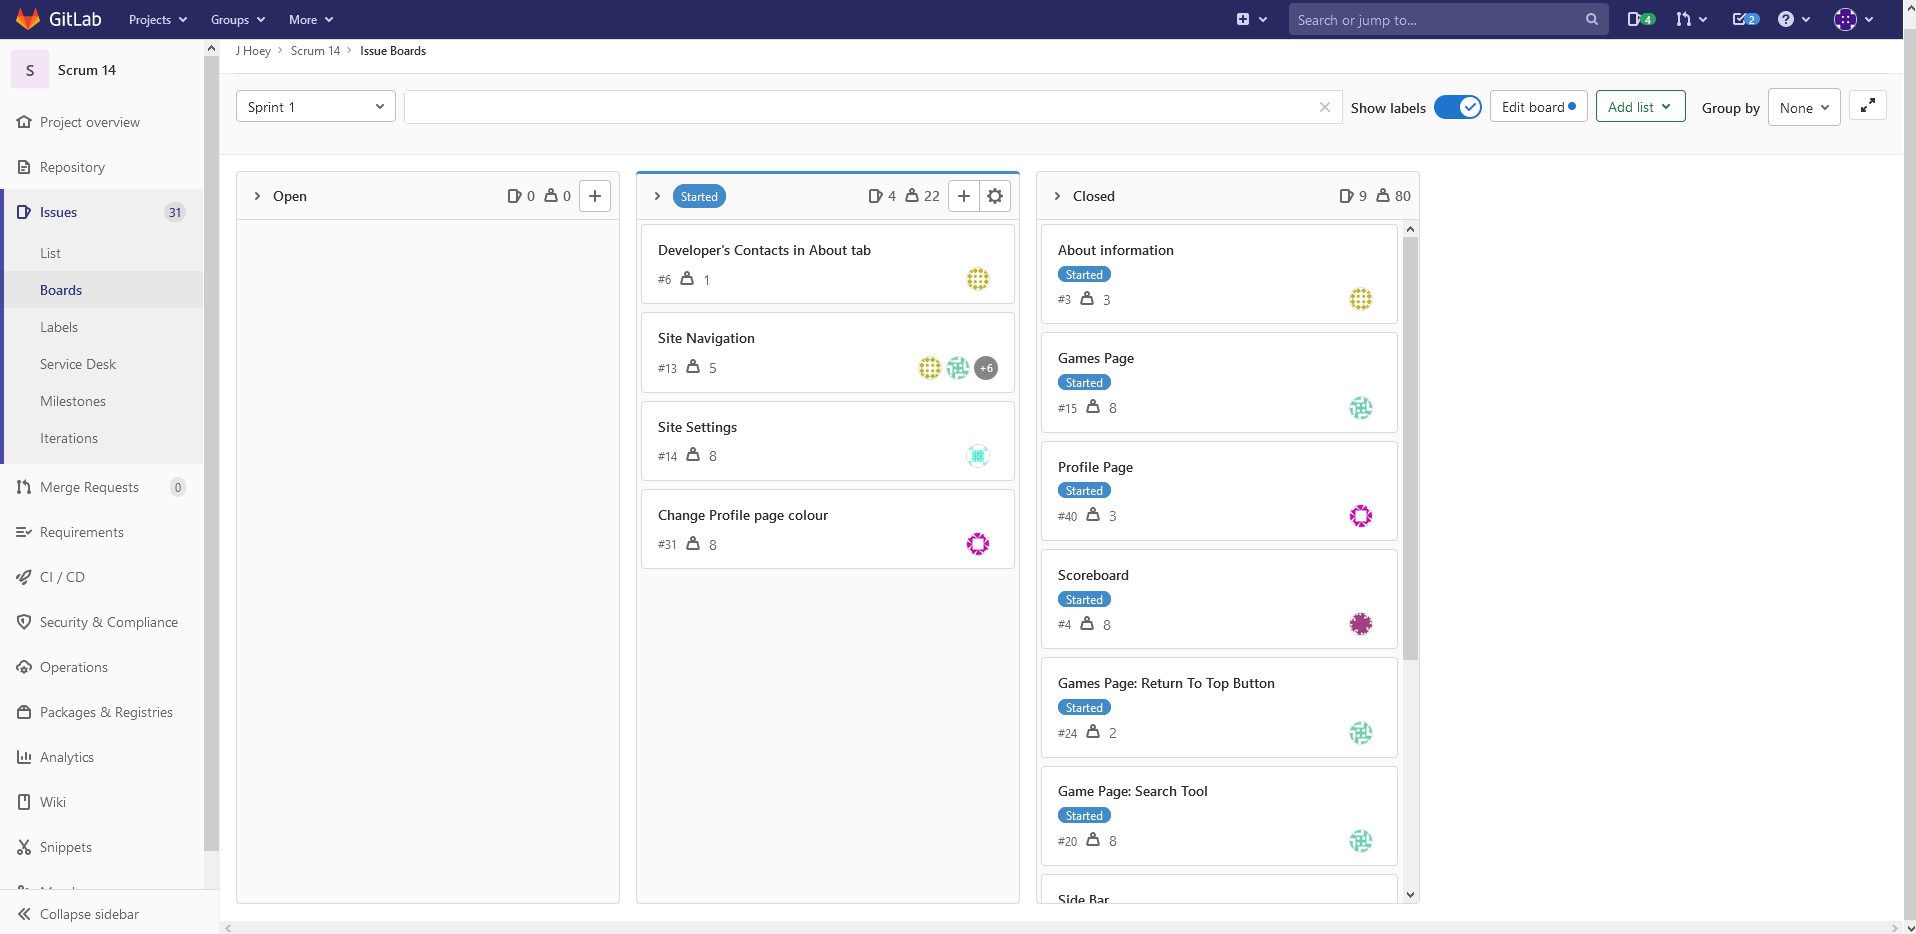 GitLab Projects Groups More Search or jump to... 4 2
J Hoey > Scrum 14 > Issue Boards
S Scrum 14
Project overview
Repository
Issues 31
List
Boards
Labels
Service Desk
Milestones
Iterations
Merge Requests 0
Requirements
CI / CD
Security & Compliance
Operations
Packages & Registries
Analytics
Wiki
Snippets
Collapse sidebar
Sprint 1 Show labels Edit board Add list Group by None
Open 0 0
Started 4 22
Developer's Contacts in About tab
#6 1
Site Navigation
#13 5 +6
Site Settings
#14 8
Change Profile page colour
#31 8
Closed 9 80
About information
Started
#3 3
Games Page
Started
#15 8
Profile Page
Started
#40 3
Scoreboard
Started
#4 8
Games Page: Return To Top Button
Started
#24 2
Game Page: Search Tool
Started
#20 8
Side Bar